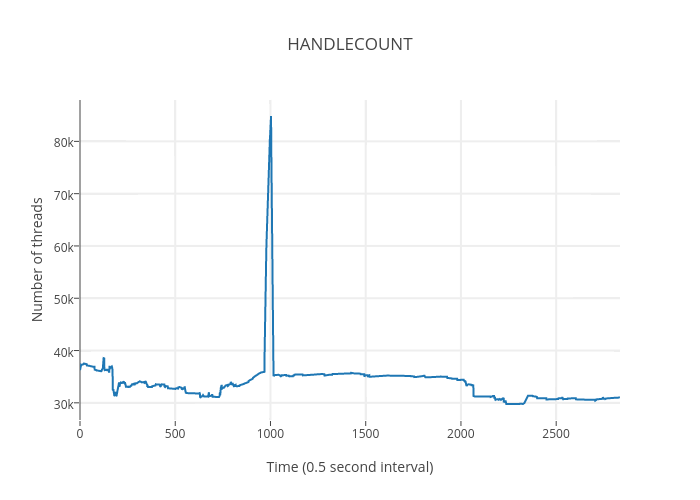 HANDLECOUNT
Number of threads
80k
70k
60k
50k
40k
30k
0 500 1000 1500 2000 2500
Time (0.5 second interval)